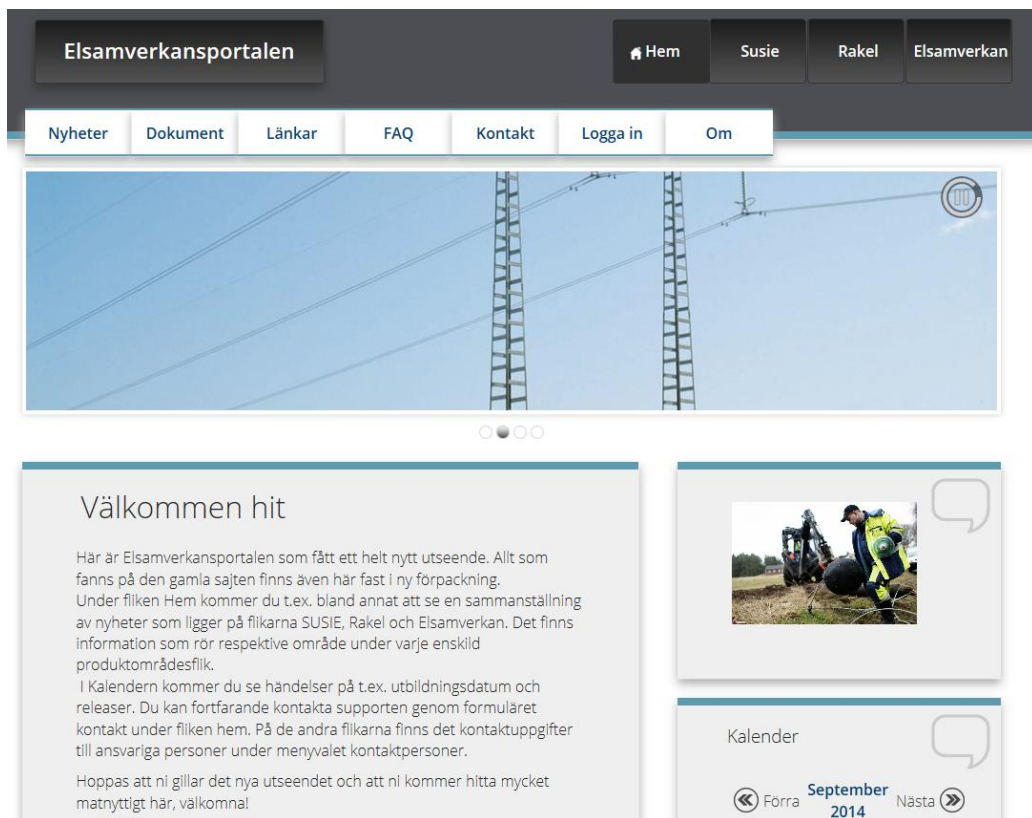 Elsamverkansportalen
Hem Susie Rakel Elsamverkan
Nyheter Dokument Länkar FAQ Kontakt Logga in Om
Välkommen hit
Här är Elsamverkansportalen som fått ett helt nytt utseende. Allt som
fanns på den gamla sajten finns även här fast i ny förpackning.
Under fliken Hem kommer du t.ex. bland annat att se en sammanställning
av nyheter som ligger på flikarna SUSIE, Rakel och Elsamverkan. Det finns
information som rör respektive område under varje enskild
produktområdesflik.
I Kalendern kommer du se händelser på t.ex. utbildningsdatum och
releaser. Du kan fortfarande kontakta supporten genom formuläret
kontakt under fliken hem. På de andra flikarna finns det kontaktuppgifter
till ansvariga personer under menyvalet kontaktpersoner.
Hoppas att ni gillar det nya utseendet och att ni kommer hitta mycket
matnyttigt här, välkomna!
Kalender
Förra September 2014 Nästa